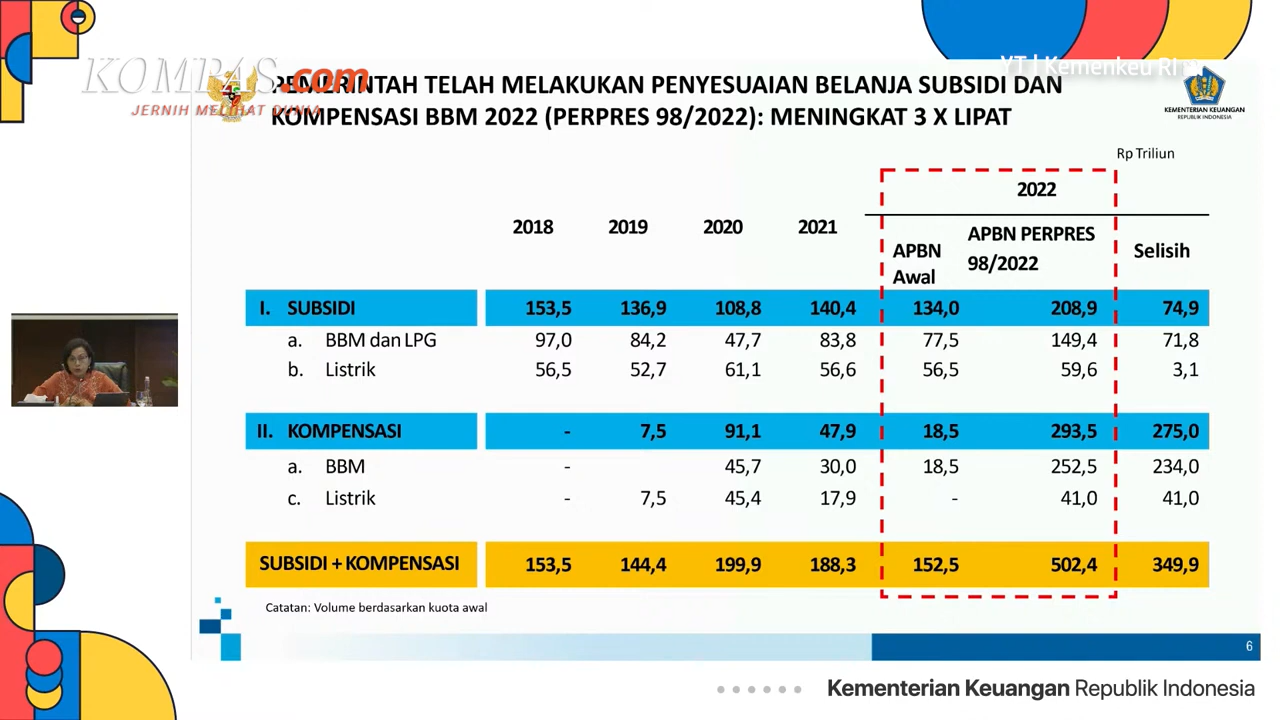 KOMPAS.com
JERNIH MELIHAT DUNIA
YT | Kemenkeu RI
PEMERINTAH TELAH MELAKUKAN PENYESUAIAN BELANJA SUBSIDI DAN
KOMPENSASI BBM 2022 (PERPRES 98/2022): MENINGKAT 3 X LIPAT
KEMENTERIAN KEUANGAN
REPUBLIK INDONESIA
Rp Triliun
2022
2018 2019 2020 2021 APBN Awal APBN PERPRES 98/2022 Selisih
I. SUBSIDI 153,5 136,9 108,8 140,4 134,0 208,9 74,9
a. BBM dan LPG 97,0 84,2 47,7 83,8 77,5 149,4 71,8
b. Listrik 56,5 52,7 61,1 56,6 56,5 59,6 3,1
II. KOMPENSASI - 7,5 91,1 47,9 18,5 293,5 275,0
a. BBM - 45,7 30,0 18,5 252,5 234,0
c. Listrik - 7,5 45,4 17,9 - 41,0 41,0
SUBSIDI + KOMPENSASI 153,5 144,4 199,9 188,3 152,5 502,4 349,9
Catatan: Volume berdasarkan kuota awal
6
Kementerian Keuangan Republik Indonesia